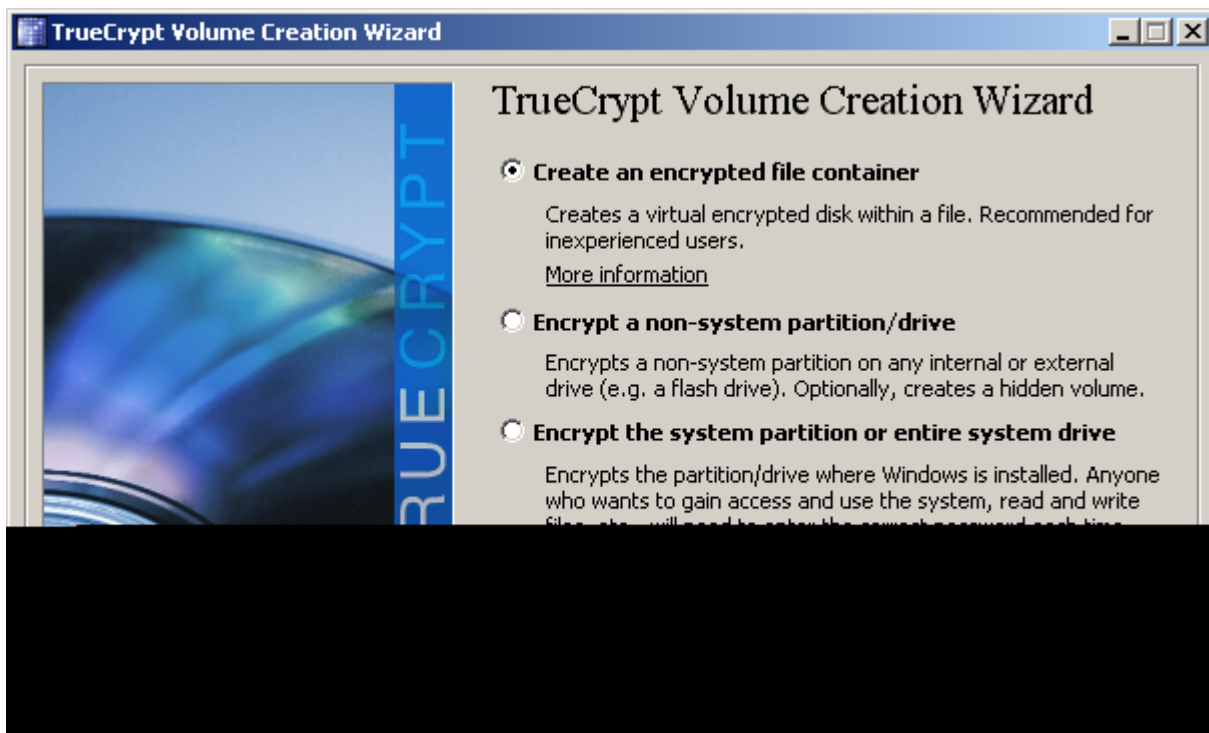 TrueCrypt Volume Creation Wizard
TrueCrypt Volume Creation Wizard
Create an encrypted file container
Creates a virtual encrypted disk within a file. Recommended for
inexperienced users.
More information
Encrypt a non-system partition/drive
Encrypts a non-system partition on any internal or external
drive (e.g. a flash drive). Optionally, creates a hidden volume.
Encrypt the system partition or entire system drive
Encrypts the partition/drive where Windows is installed. Anyone
who wants to gain access and use the system, read and write
RUECRYPT